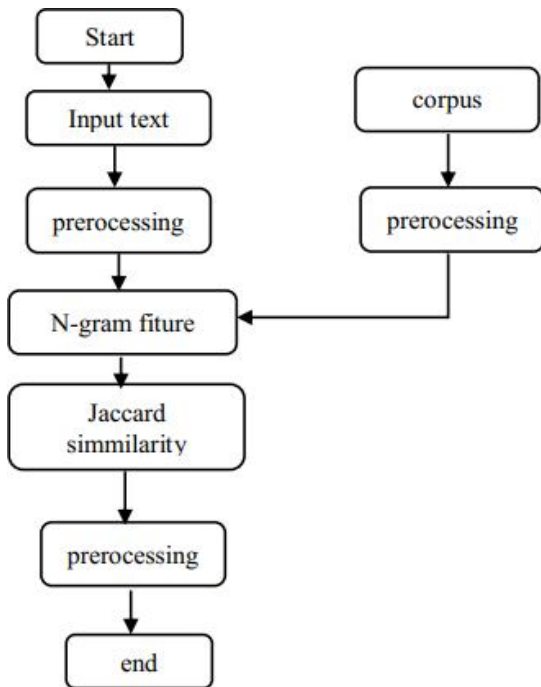 Start
Input text
prerocessing
N-gram fiture
Jaccard
simmilarity
prerocessing
end
corpus
prerocessing